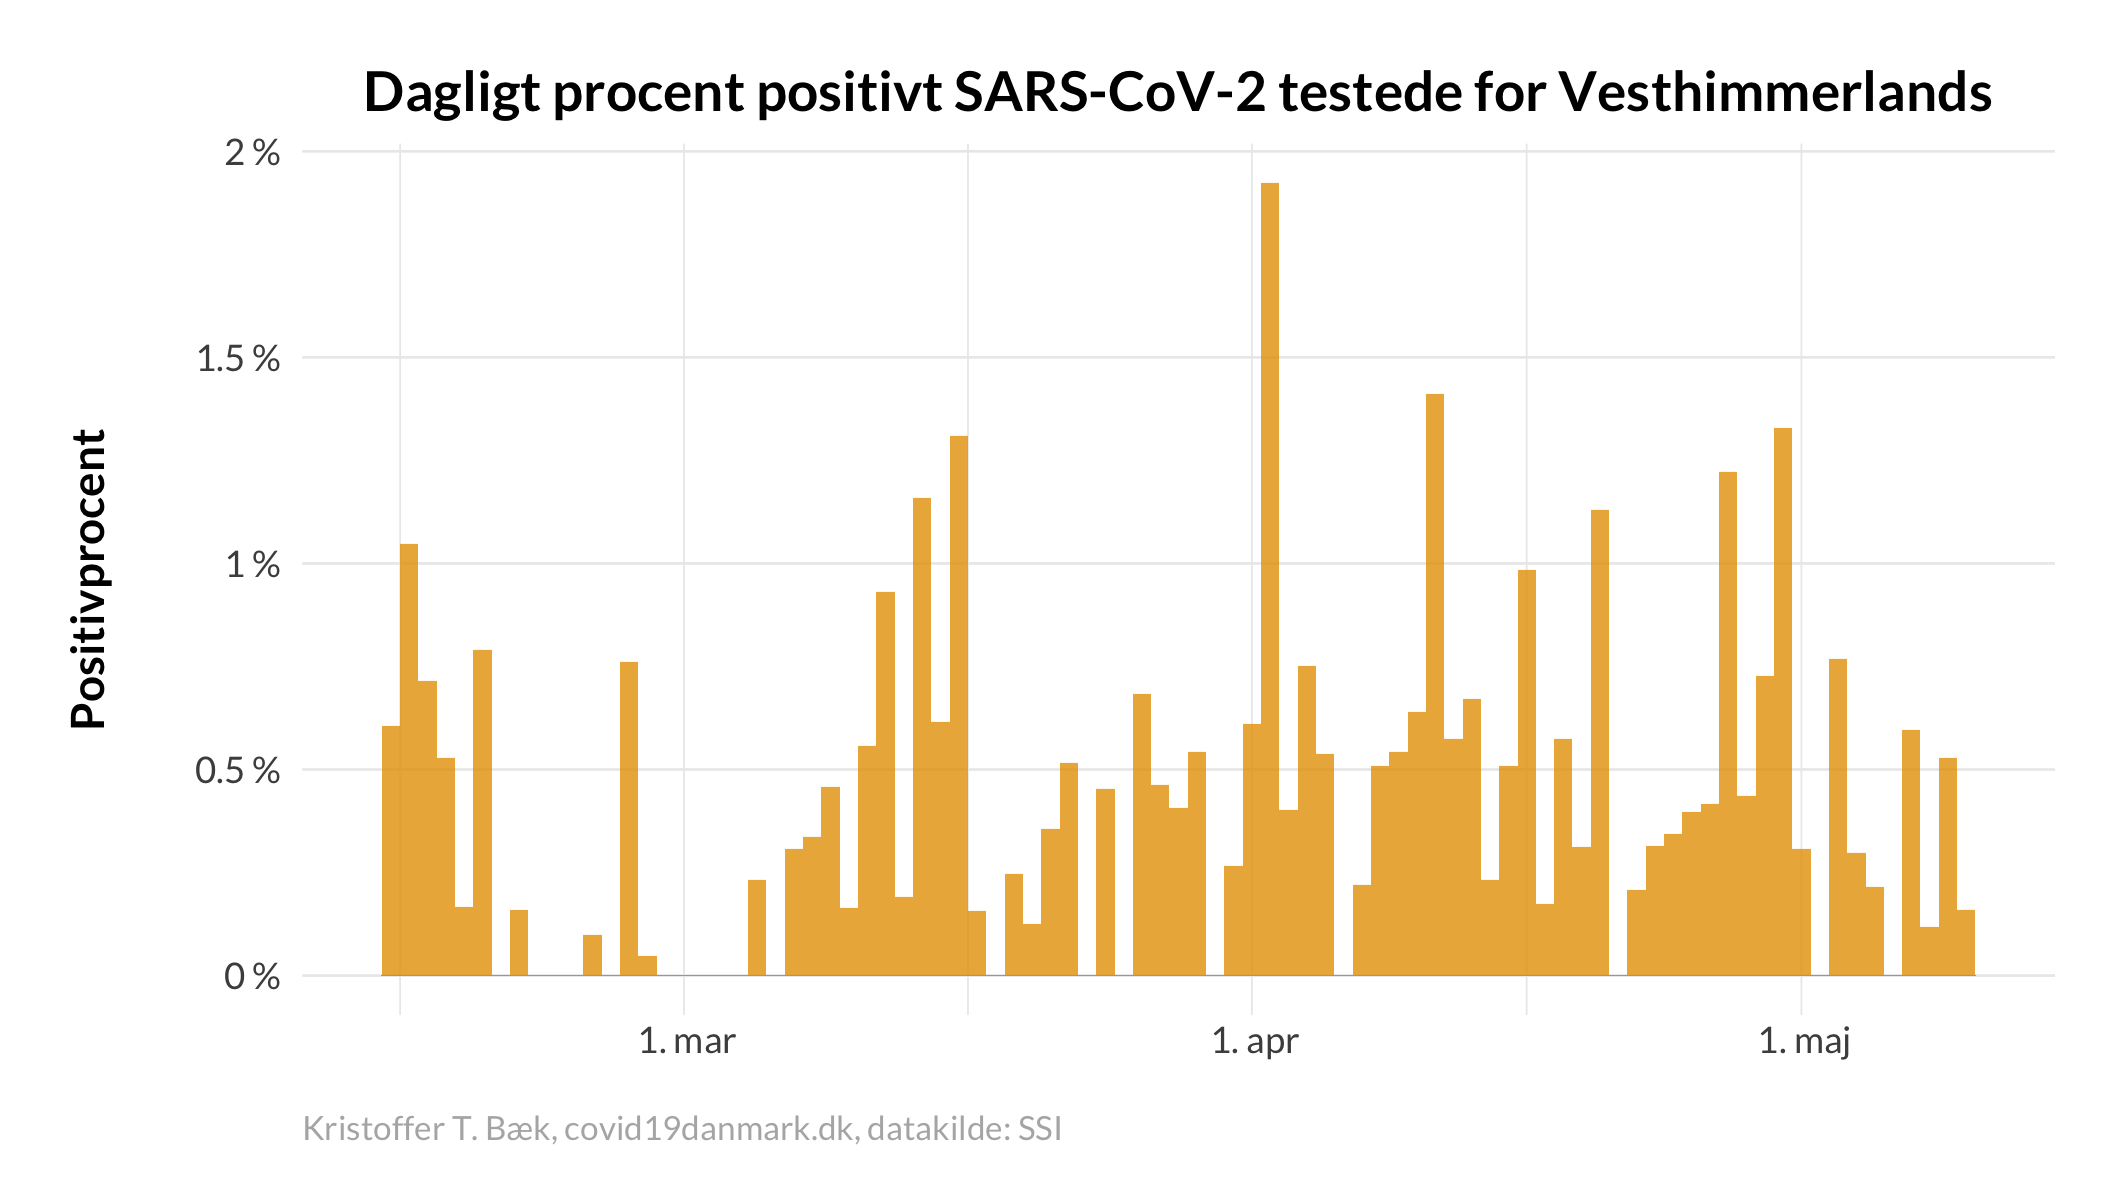 Dagligt procent positivt SARS-CoV-2 testede for Vesthimmerlands
2 %
1.5 %
1 %
0.5 %
0 %
Positivprocent
1. mar
1. apr
1. maj
Kristoffer T. Bæk, covid19danmark.dk, datakilde: SSI